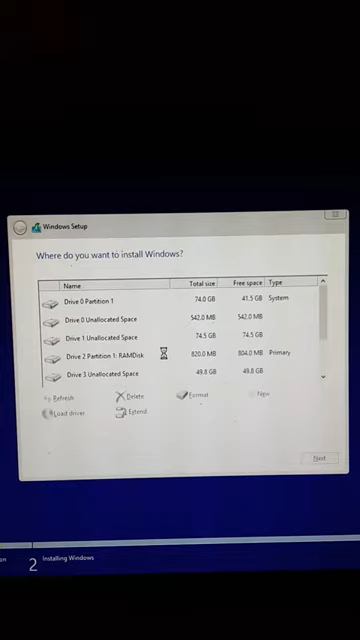 Windows Setup
Where do you want to install Windows?
Name Total size Free space Type
Drive 0 Partition 1 74.0 GB 41.5 GB System
Drive 0 Unallocated Space 542.0 MB 542.0 MB
Drive 1 Unallocated Space 74.5 GB 74.5 GB
Drive 2 Partition 1: RAMDisk 820.0 MB 804.0 MB Primary
Drive 3 Unallocated Space 49.8 GB 49.8 GB
Refresh Delete Format New
Load driver Extend
Next
2 Installing Windows